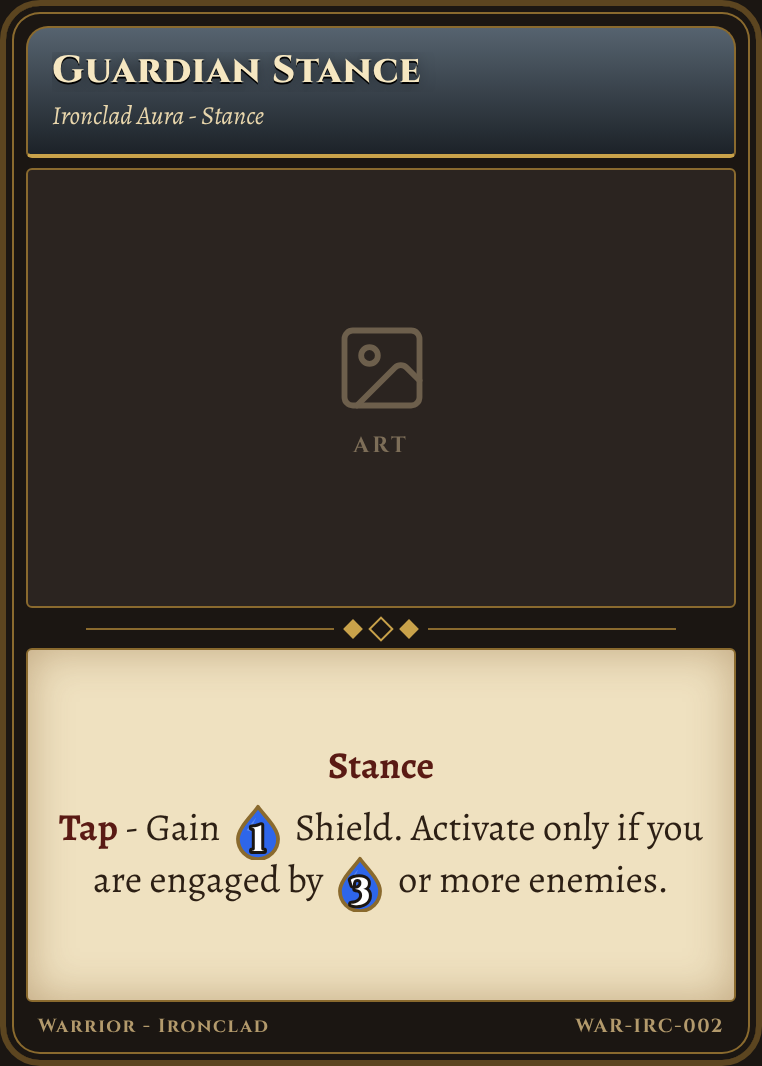 Guardian Stance
Ironclad Aura - Stance
ART
Stance
Tap - Gain 1 Shield. Activate only if you
are engaged by 3 or more enemies.
Warrior - Ironclad
WAR-IRC-002